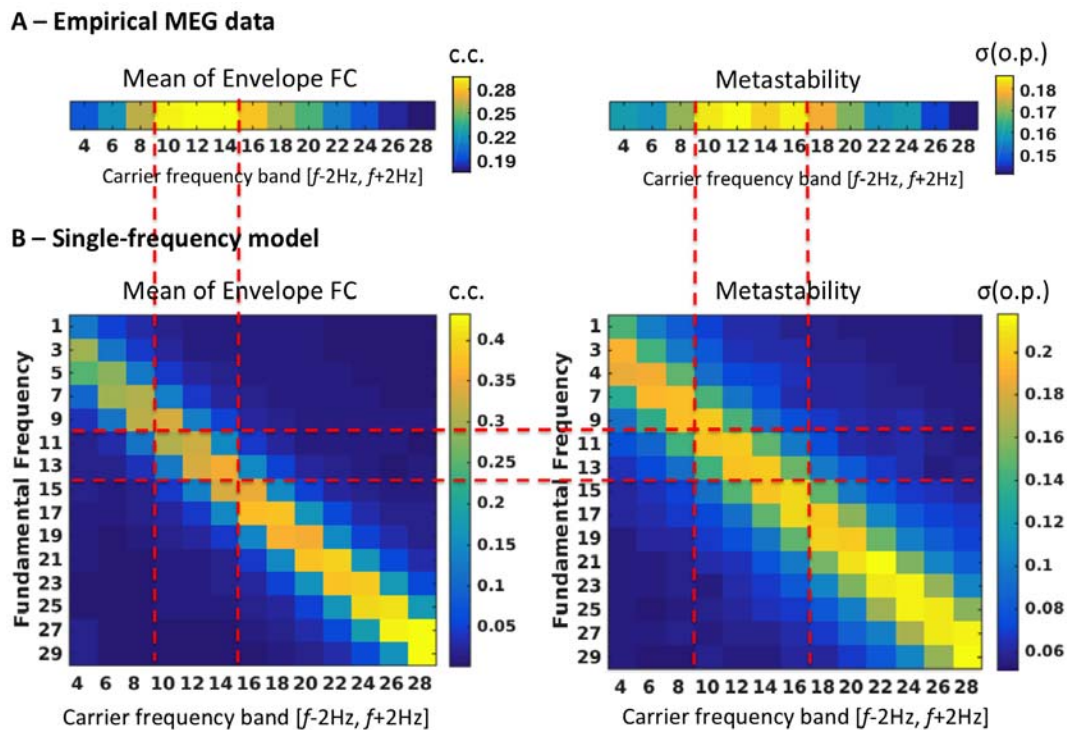 A – Empirical MEG data
Mean of Envelope FC
c.c.
0.28
0.25
0.22
0.19
4 6 8 10 12 14 16 18 20 22 24 26 28
Carrier frequency band [f-2Hz, f+2Hz]
Metastability
σ(o.p.)
0.18
0.17
0.16
0.15
4 6 8 10 12 14 16 18 20 22 24 26 28
Carrier frequency band [f-2Hz, f+2Hz]
B – Single-frequency model
Mean of Envelope FC
c.c.
Fundamental Frequency
1
3
5
7
9
11
13
15
17
19
21
23
25
27
29
0.4
0.35
0.3
0.25
0.2
0.15
0.1
0.05
4 6 8 10 12 14 16 18 20 22 24 26 28
Carrier frequency band [f-2Hz, f+2Hz]
Metastability
σ(o.p.)
Fundamental Frequency
1
3
4
7
9
11
13
15
17
19
21
23
25
27
29
0.2
0.18
0.16
0.14
0.12
0.1
0.08
0.06
4 6 8 10 12 14 16 18 20 22 24 26 28
Carrier frequency band [f-2Hz, f+2Hz]